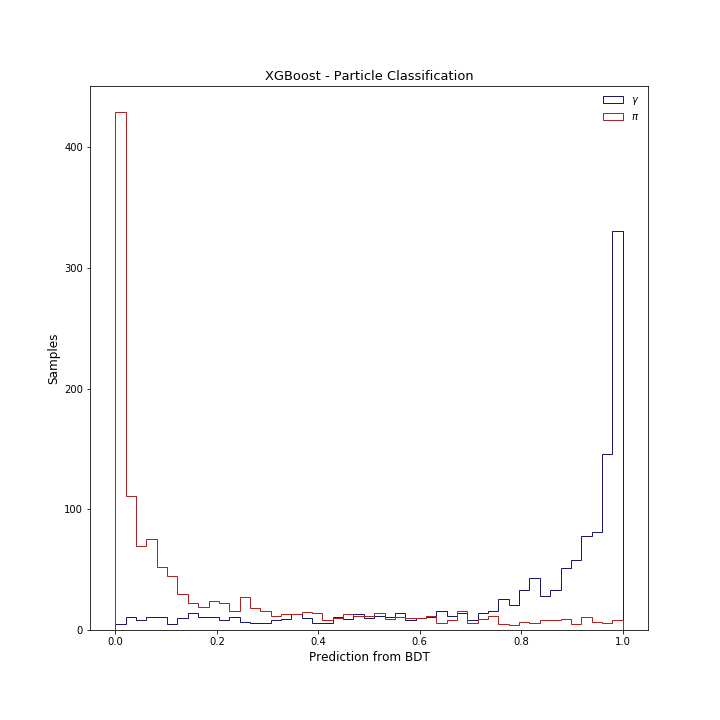 XGBoost - Particle Classification
γ
π
400
300
200
100
0
Samples
0.0 0.2 0.4 0.6 0.8 1.0
Prediction from BDT